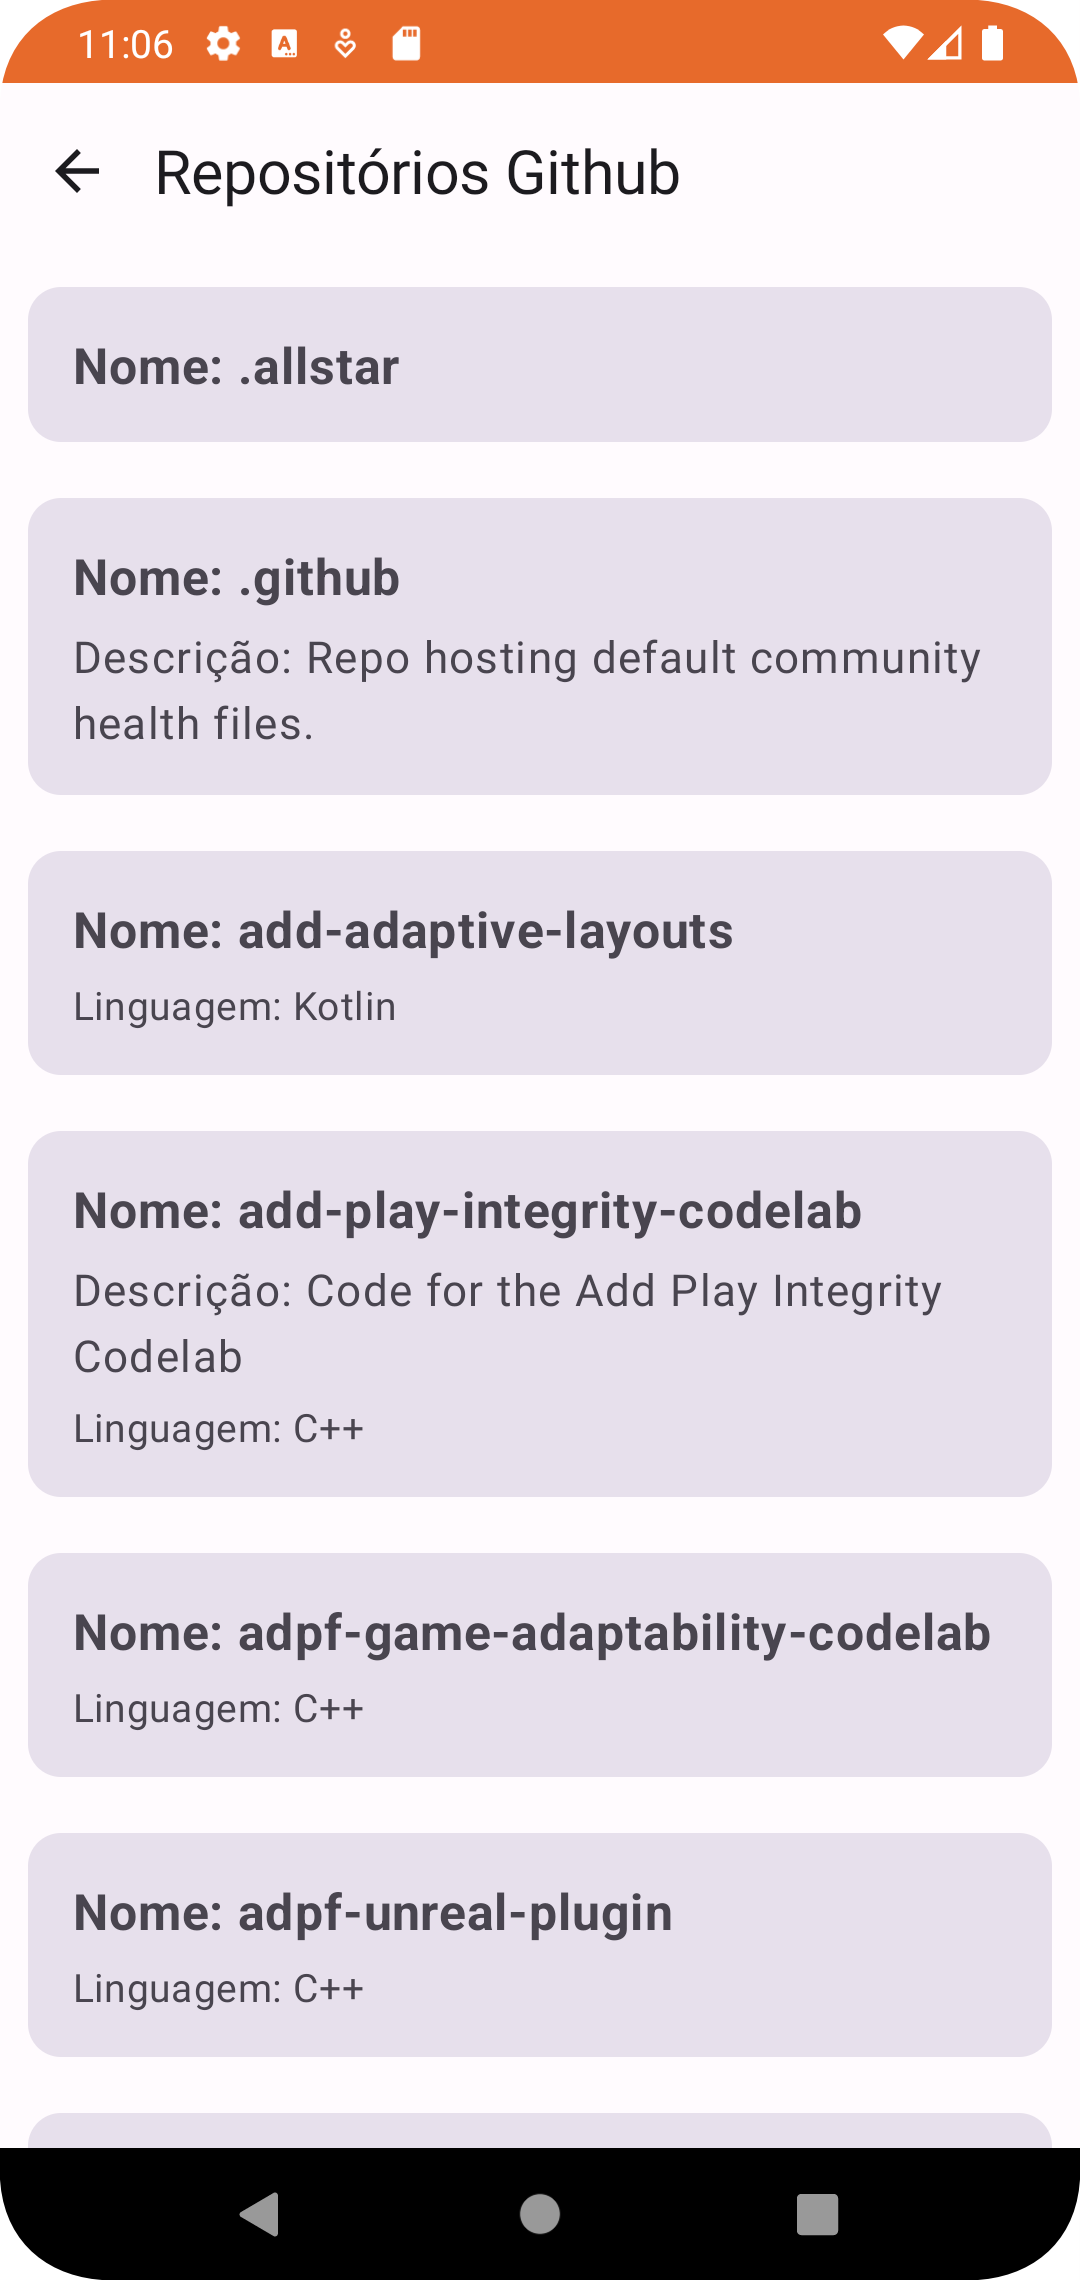 11:06
Repositórios Github
Nome: .allstar
Nome: .github
Descrição: Repo hosting default community
health files.
Nome: add-adaptive-layouts
Linguagem: Kotlin
Nome: add-play-integrity-codelab
Descrição: Code for the Add Play Integrity
Codelab
Linguagem: C++
Nome: adpf-game-adaptability-codelab
Linguagem: C++
Nome: adpf-unreal-plugin
Linguagem: C++